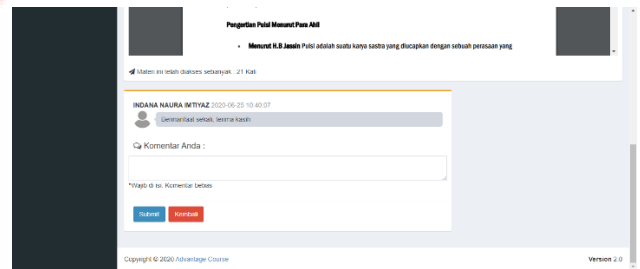 Pengertian Puisi Menurut Para Ahli
• Menurut H.B Jassin Puisi adalah suatu karya sastra yang diucapkan dengan sebuah perasaan yang
Materi ini telah diakses sebanyak : 21 Kali
INDANA NAURA IMTIYAZ 2020-06-25 10:40:07
Bermanfaat sekali, terima kasih
Komentar Anda :
*Wajib di isi. Komentar bebas
Submit Kembali
Copyright © 2020 Advantage Course
Version 2.0